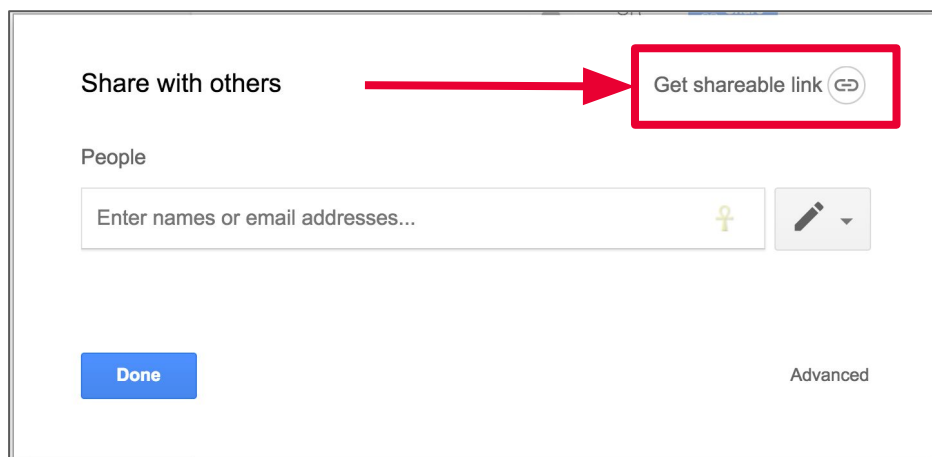 Share with others
Get shareable link
People
Enter names or email addresses...
Done
Advanced